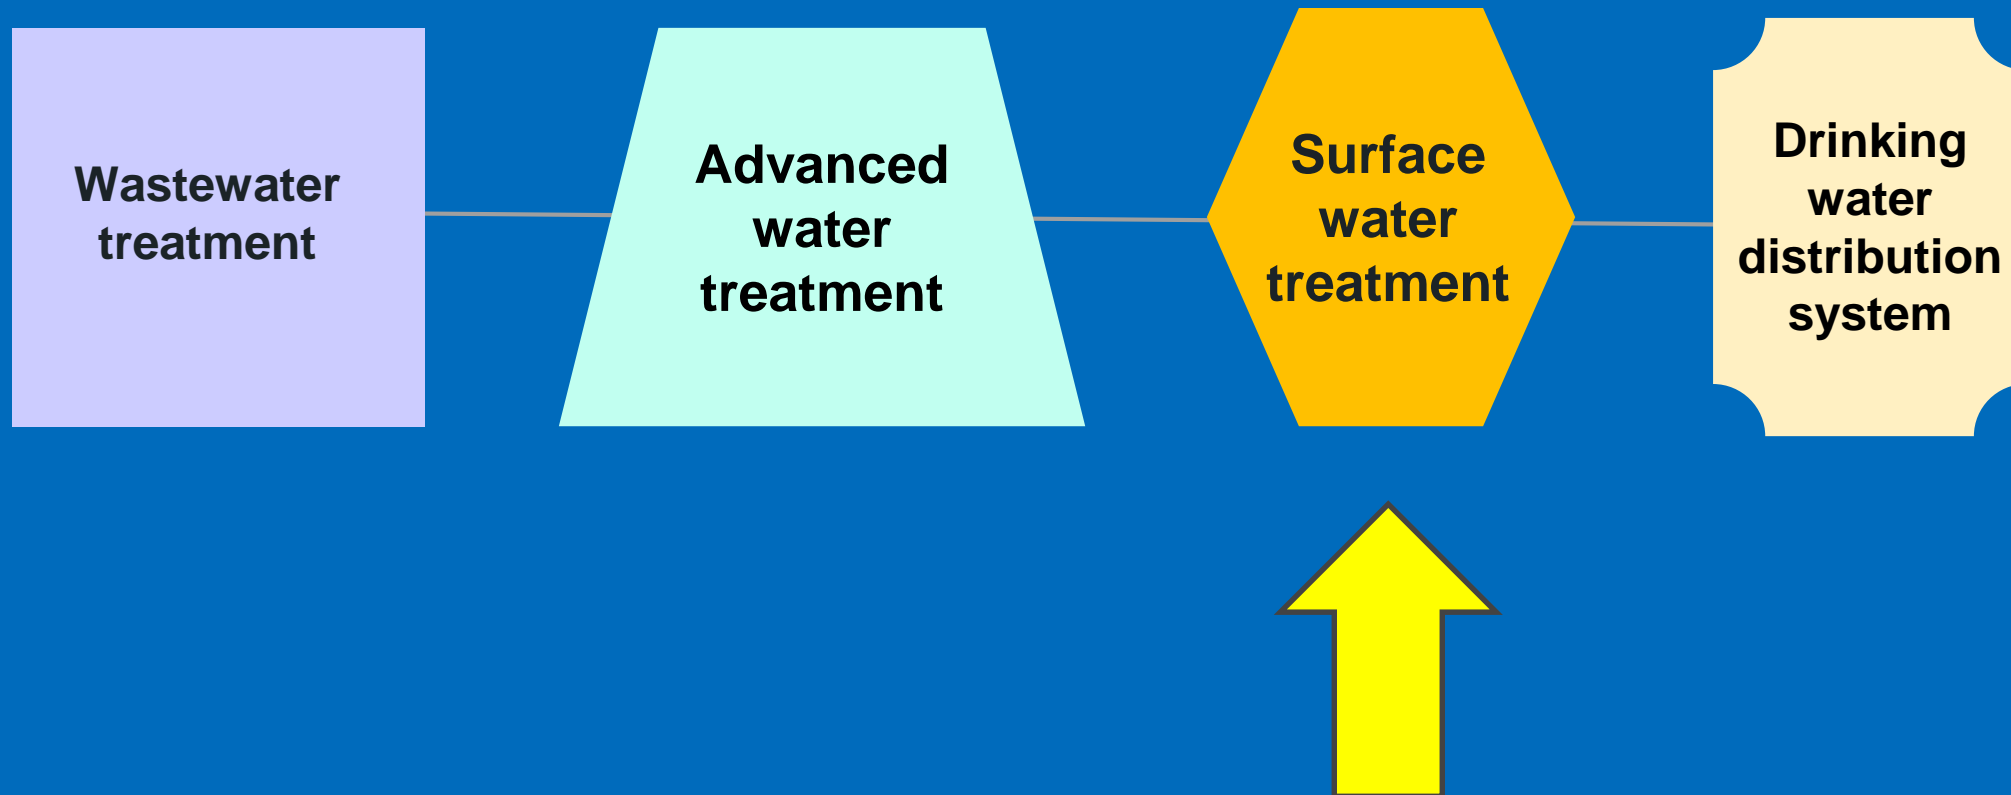 Wastewater
treatment
Advanced
water
treatment
Surface
water
treatment
Drinking
water
distribution
system